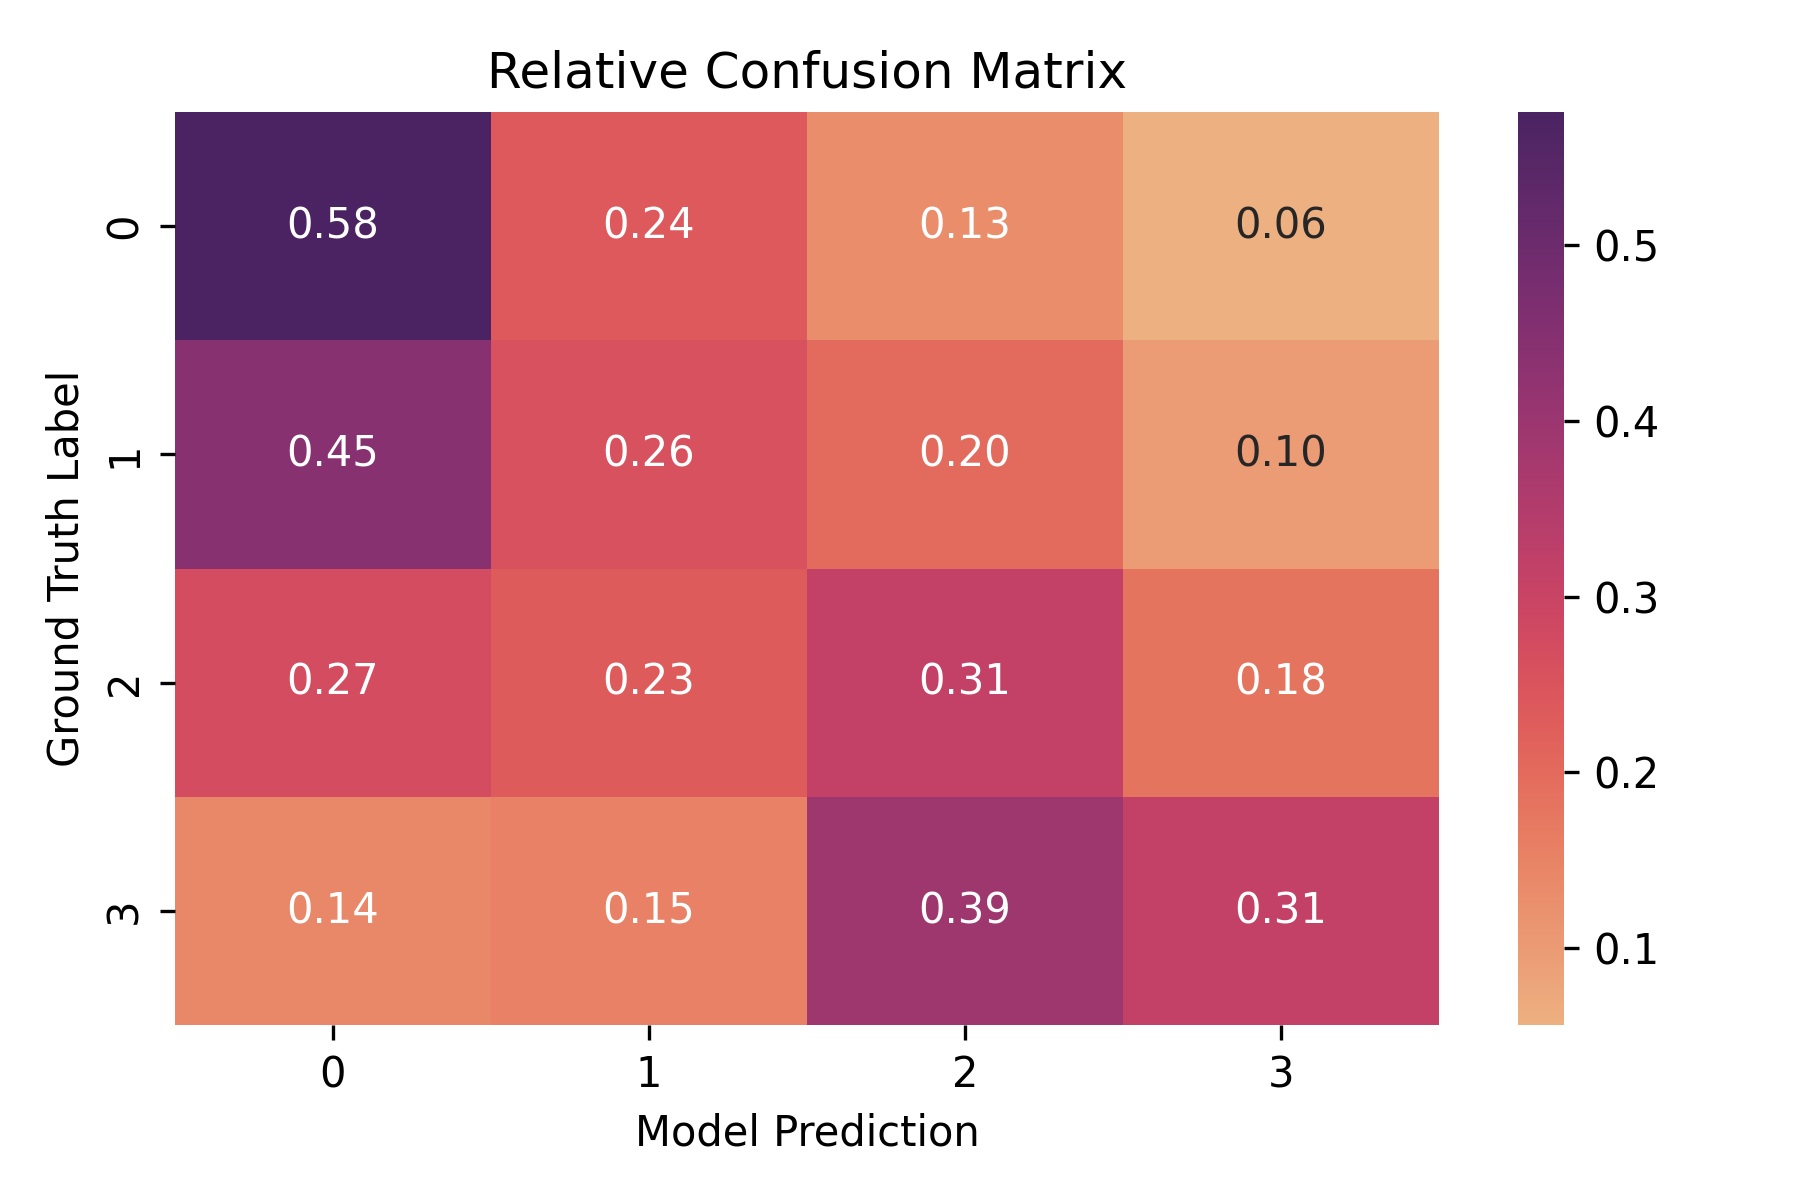 Relative Confusion Matrix
Ground Truth Label
0 0.58 0.24 0.13 0.06
1 0.45 0.26 0.20 0.10
2 0.27 0.23 0.31 0.18
3 0.14 0.15 0.39 0.31
0 1 2 3
Model Prediction
0.5
0.4
0.3
0.2
0.1